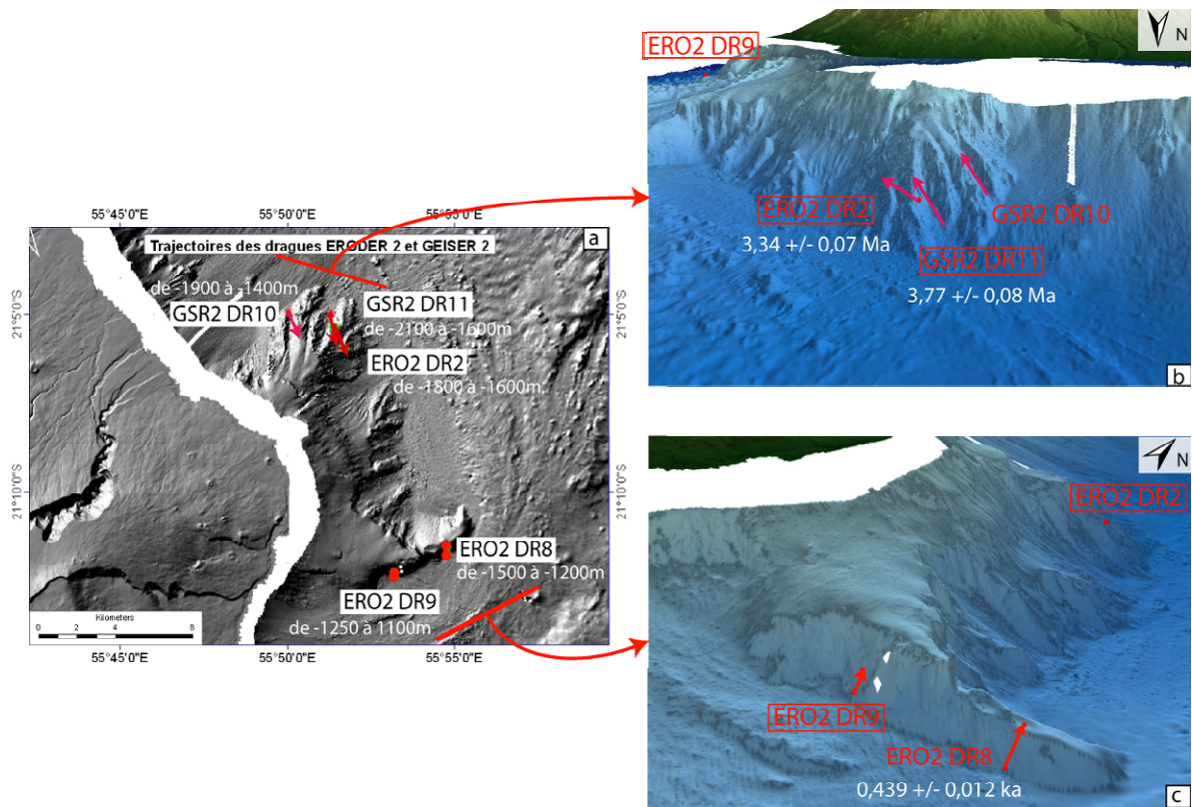 55°45'0"E
55°50'0"E
55°55'0"E
Trajectoires des dragues ERODER 2 et GEISER 2
a
de -1900 à -1400m
GSR2 DR10
GSR2 DR11
de -2100 à -1600m
ERO2 DR2
de -1800 à -1600m
21°5'0"S
21°5'0"S
21°10'0"S
21°10'0"S
ERO2 DR8
de -1500 à -1200m
ERO2 DR9
de -1250 à 1100m
Kilometers
0 2 4 8
55°45'0"E
55°50'0"E
55°55'0"E
ERO2 DR9
N
ERO2 DR2
3,34 +/- 0,07 Ma
GSR2 DR10
GSR2 DR11
3,77 +/- 0,08 Ma
b
N
ERO2 DR2
ERO2 DR9
ERO2 DR8
0,439 +/- 0,012 ka
c